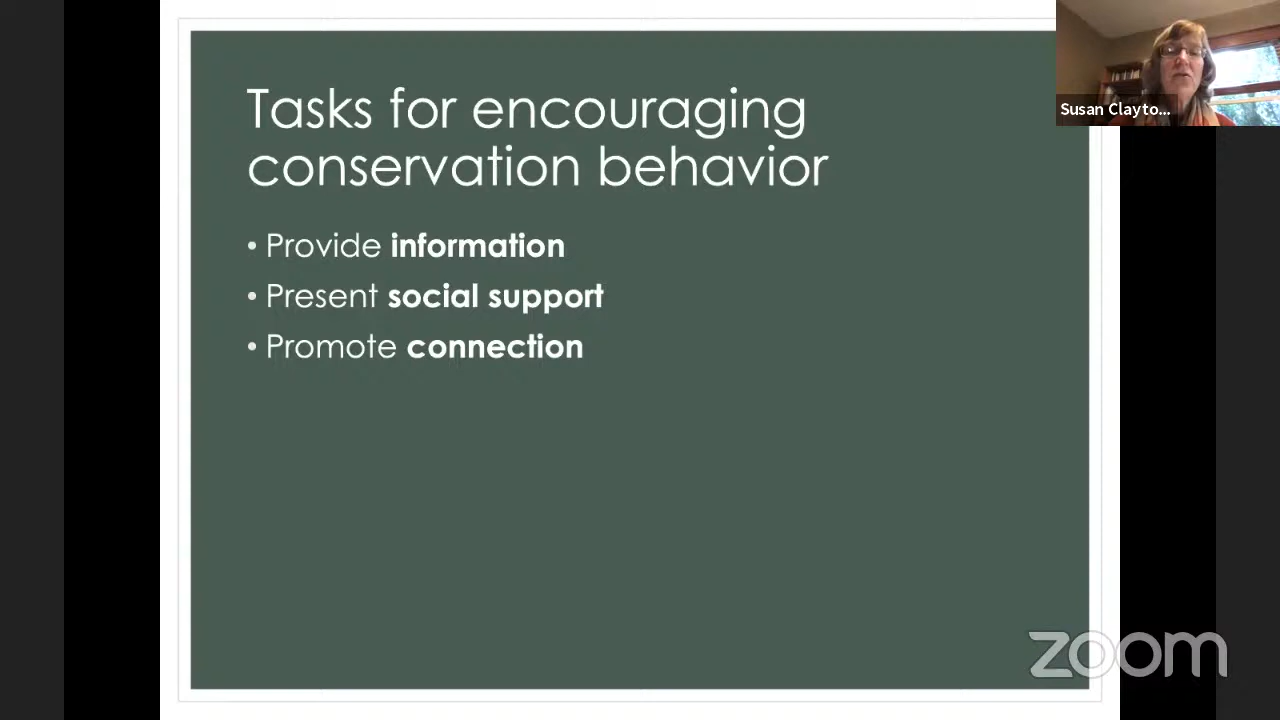 Tasks for encouraging
conservation behavior
• Provide information
• Present social support
• Promote connection
Susan Clayto...
zoom